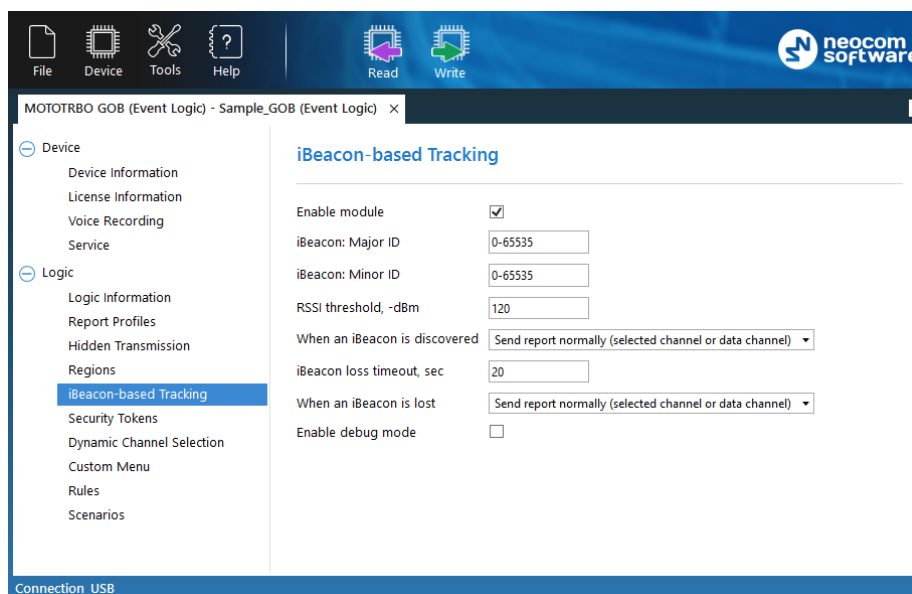 File Device Tools Help Read Write
neocom
software
MOTOTRBO GOB (Event Logic) - Sample_GOB (Event Logic) ×
Device
Device Information
License Information
Voice Recording
Service
Logic
Logic Information
Report Profiles
Hidden Transmission
Regions
iBeacon-based Tracking
Security Tokens
Dynamic Channel Selection
Custom Menu
Rules
Scenarios
iBeacon-based Tracking
Enable module
iBeacon: Major ID 0-65535
iBeacon: Minor ID 0-65535
RSSI threshold, -dBm 120
When an iBeacon is discovered Send report normally (selected channel or data channel)
iBeacon loss timeout, sec 20
When an iBeacon is lost Send report normally (selected channel or data channel)
Enable debug mode
Connection USB